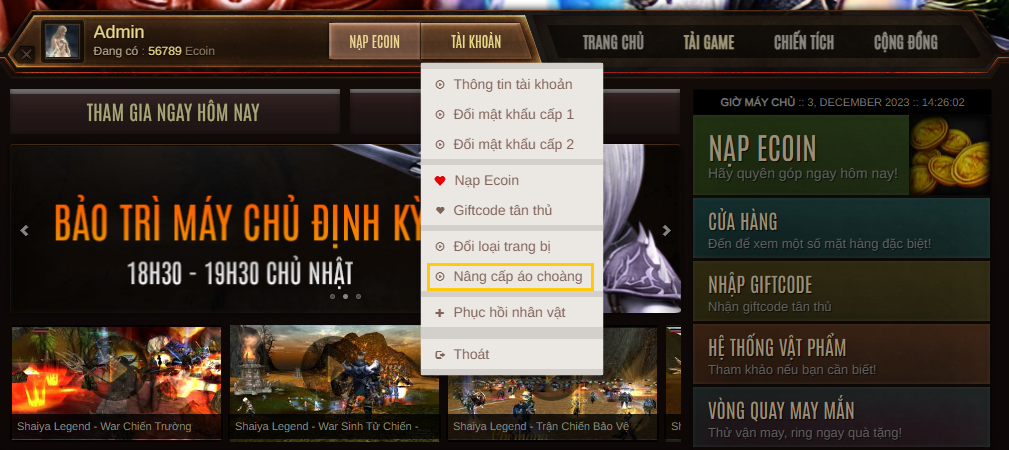 Admin
Đang có : 56789 Ecoin
NẠP ECOIN
TÀI KHOẢN
TRANG CHỦ
TẢI GAME
CHIẾN TÍCH
CỘNG ĐỒNG
Thông tin tài khoản
Đổi mật khẩu cấp 1
Đổi mật khẩu cấp 2
Nạp Ecoin
Giftcode tân thủ
Đổi loại trang bị
Nâng cấp áo choàng
Phục hồi nhân vật
Thoát
THAM GIA NGAY HÔM NAY
BẢO TRÌ MÁY CHỦ ĐỊNH KỲ
18H30 - 19H30 CHỦ NHẬT
Shaiya Legend - War Chiến Trường
Shaiya Legend - War Sinh Tử Chiến -
Shaiya Legend - Trận Chiến Bảo Vệ
Sh
GIỜ MÁY CHỦ :: 3, DECEMBER 2023 :: 14:26:02
NẠP ECOIN
Hãy quyên góp ngay hôm nay!
CỬA HÀNG
Đến để xem một số mặt hàng đặc biệt!
NHẬP GIFTCODE
Nhận giftcode tân thủ
HỆ THỐNG VẬT PHẨM
Tham khảo nếu bạn cần biết!
VÒNG QUAY MAY MẮN
Thử vận may, ring ngay quà tặng!